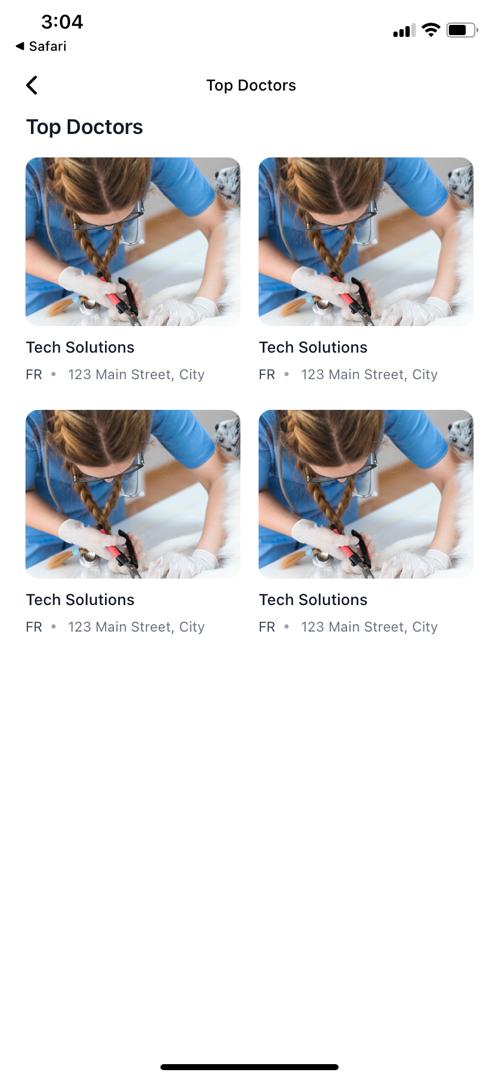 3:04
◀ Safari
Top Doctors
Top Doctors
Tech Solutions
Tech Solutions
FR • 123 Main Street, City
FR • 123 Main Street, City
Tech Solutions
Tech Solutions
FR • 123 Main Street, City
FR • 123 Main Street, City